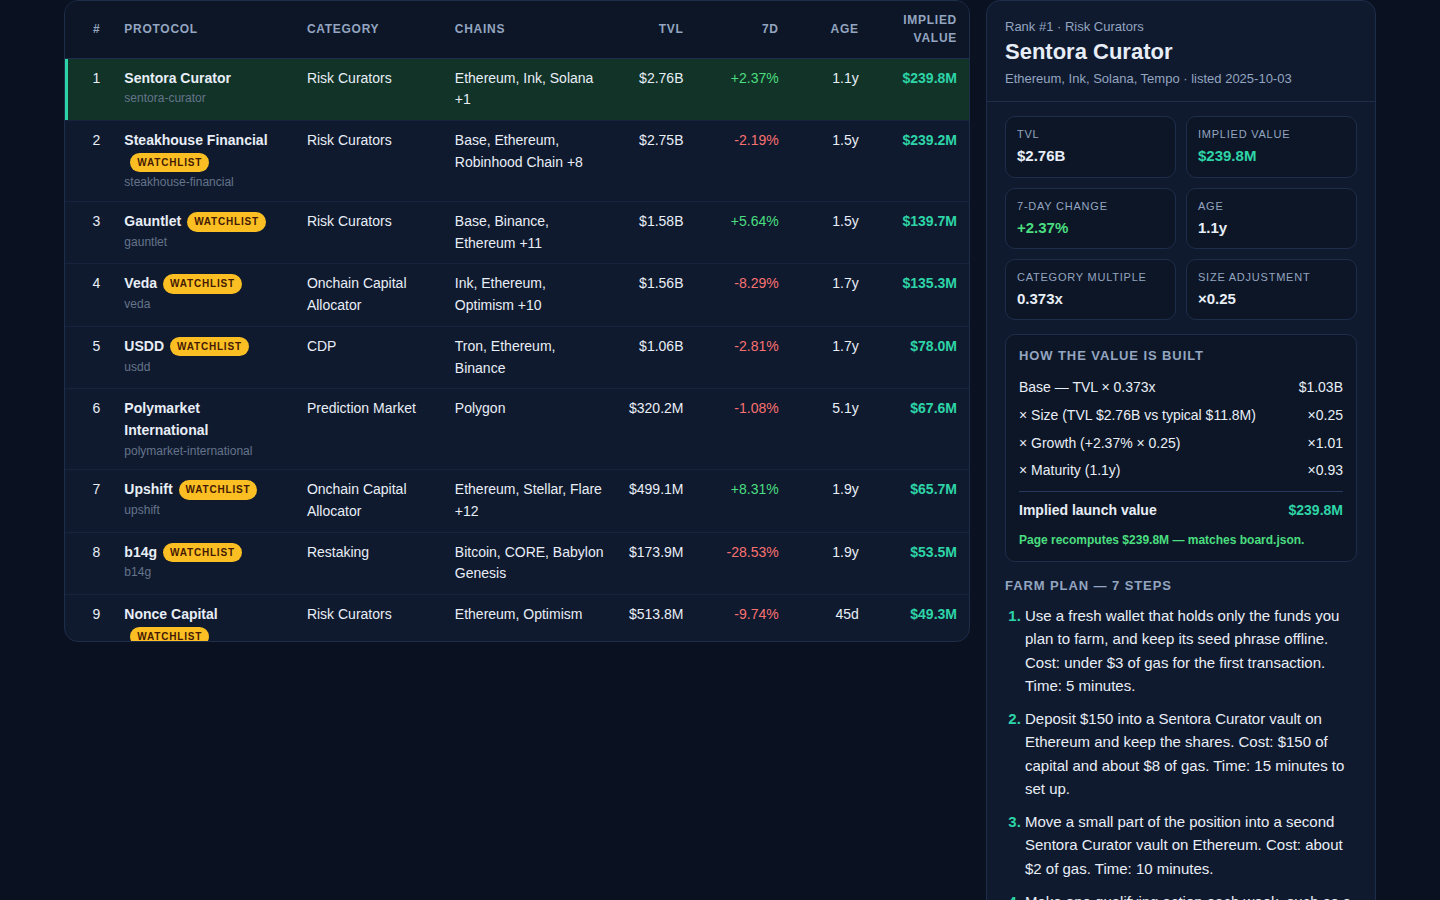 # PROTOCOL CATEGORY CHAINS TVL 7D AGE IMPLIED VALUE
1 Sentora Curator Risk Curators Ethereum, Ink, Solana $2.76B +2.37% 1.1y $239.8M
sentora-curator +1
2 Steakhouse Financial Risk Curators Base, Ethereum, $2.75B -2.19% 1.5y $239.2M
WATCHLIST Robinhood Chain +8
steakhouse-financial
3 Gauntlet WATCHLIST Risk Curators Base, Binance, $1.58B +5.64% 1.5y $139.7M
gauntlet Ethereum +11
4 Veda WATCHLIST Onchain Capital Ink, Ethereum, $1.56B -8.29% 1.7y $135.3M
veda Allocator Optimism +10
5 USDD WATCHLIST CDP Tron, Ethereum, $1.06B -2.81% 1.7y $78.0M
usdd Binance
6 Polymarket Prediction Market Polygon $320.2M -1.08% 5.1y $67.6M
International
polymarket-international
7 Upshift WATCHLIST Onchain Capital Ethereum, Stellar, Flare $499.1M +8.31% 1.9y $65.7M
upshift Allocator +12
8 b14g WATCHLIST Restaking Bitcoin, CORE, Babylon $173.9M -28.53% 1.9y $53.5M
b14g Genesis
9 Nonce Capital Risk Curators Ethereum, Optimism $513.8M -9.74% 45d $49.3M
WATCHLIST
Rank #1 · Risk Curators
Sentora Curator
Ethereum, Ink, Solana, Tempo · listed 2025-10-03
TVL IMPLIED VALUE
$2.76B $239.8M
7-DAY CHANGE AGE
+2.37% 1.1y
CATEGORY MULTIPLE SIZE ADJUSTMENT
0.373x ×0.25
HOW THE VALUE IS BUILT
Base — TVL × 0.373x $1.03B
× Size (TVL $2.76B vs typical $11.8M) ×0.25
× Growth (+2.37% × 0.25) ×1.01
× Maturity (1.1y) ×0.93
Implied launch value $239.8M
Page recomputes $239.8M — matches board.json.
FARM PLAN — 7 STEPS
1. Use a fresh wallet that holds only the funds you
plan to farm, and keep its seed phrase offline.
Cost: under $3 of gas for the first transaction.
Time: 5 minutes.
2. Deposit $150 into a Sentora Curator vault on
Ethereum and keep the shares. Cost: $150 of
capital and about $8 of gas. Time: 15 minutes to
set up.
3. Move a small part of the position into a second
Sentora Curator vault on Ethereum. Cost: about
$2 of gas. Time: 10 minutes.
4. Make one qualifying action each week, such as a